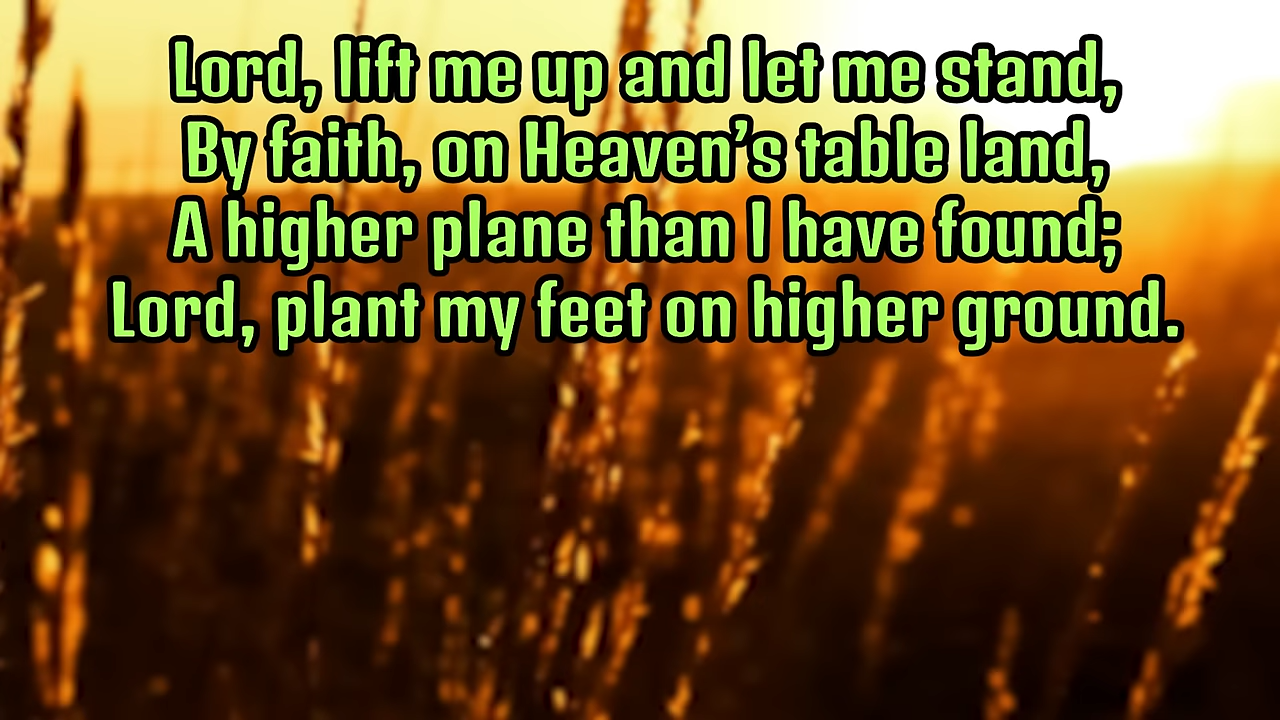 Lord, lift me up and let me stand,
By faith, on Heaven’s table land,
A higher plane than I have found;
Lord, plant my feet on higher ground.